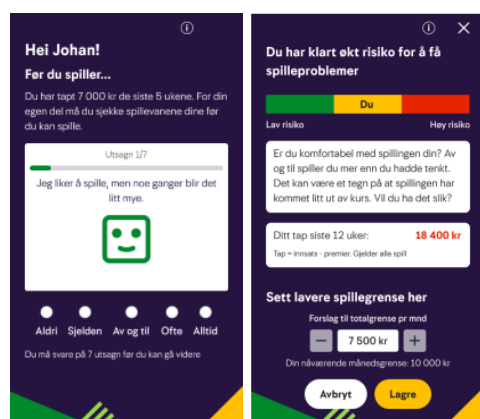 Hei Johan!
Før du spiller...
Du har tapt 7 000 kr de siste 5 ukene. For din
egen del må du sjekke spillevanene dine før
du kan spille.
Utsagn 1/7
Jeg liker å spille, men noe ganger blir det
litt mye.
Aldri Sjelden Av og til Ofte Alltid
Du må svare på 7 utsagn før du kan gå videre
Du har klart økt risiko for å få
spilleproblemer
Du
Lav risiko Høy risiko
Er du komfortabel med spillingen din? Av
og til spiller du mer enn du hadde tenkt.
Det kan være et tegn på at spillingen har
kommet litt ut av kurs. Vil du ha det slik?
Ditt tap siste 12 uker: 18 400 kr
Tap = innsats - premier. Gjelder alle spill
Sett lavere spillegrense her
Forslag til totalgrense pr mnd
7 500 kr
Din nåværende månedsgrense: 10 000 kr
Avbryt Lagre